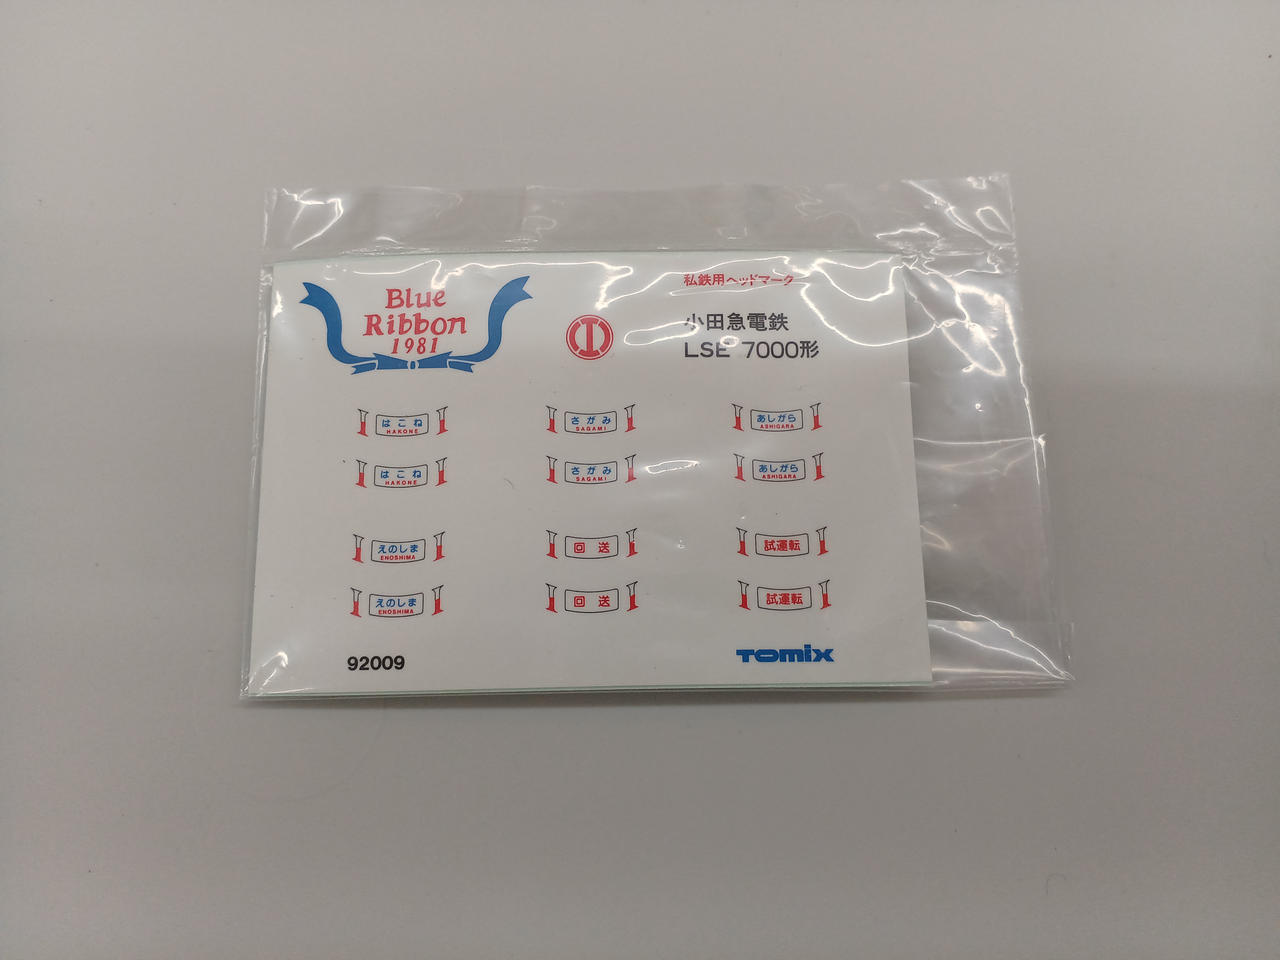 Blue
Ribbon
1981
私鉄用ヘッドマーク
小田急電鉄
LSE 7000形
はこね
HAKONE
さがみ
SAGAMI
あしがら
ASHIGARA
はこね
HAKONE
さがみ
SAGAMI
あしがら
ASHIGARA
えのしま
ENOSHIMA
回送
試運転
えのしま
ENOSHIMA
回送
試運転
92009
TOMIX